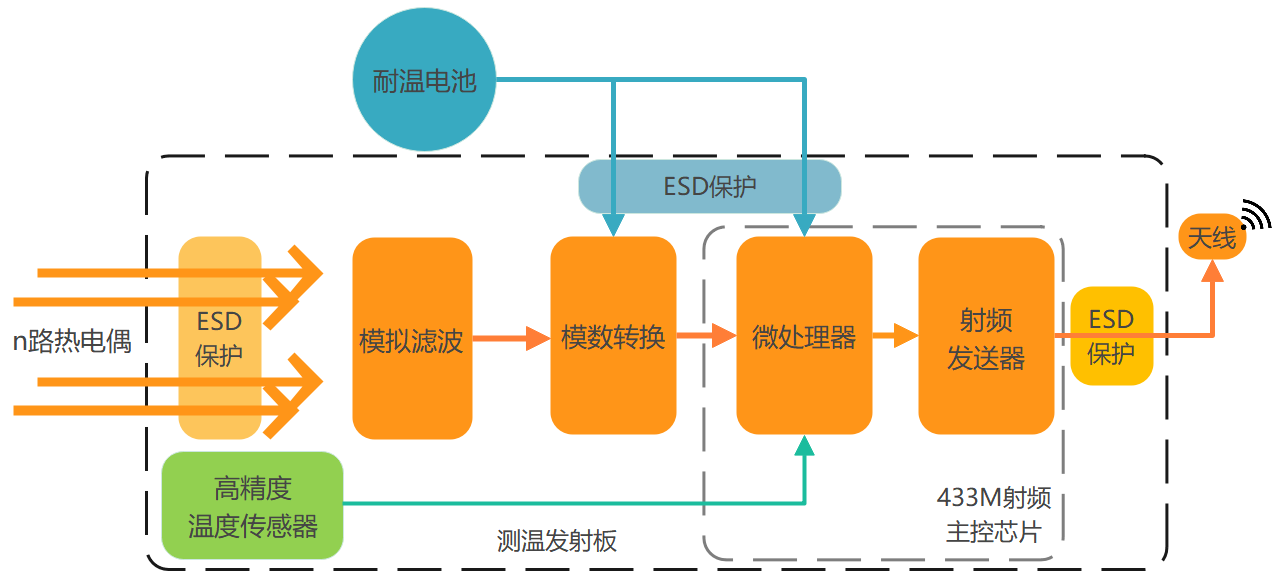 耐温电池
ESD保护
天线
n路热电偶
ESD
保护
模拟滤波
模数转换
微处理器
射频
发送器
ESD
保护
高精度
温度传感器
测温发射板
433M射频
主控芯片